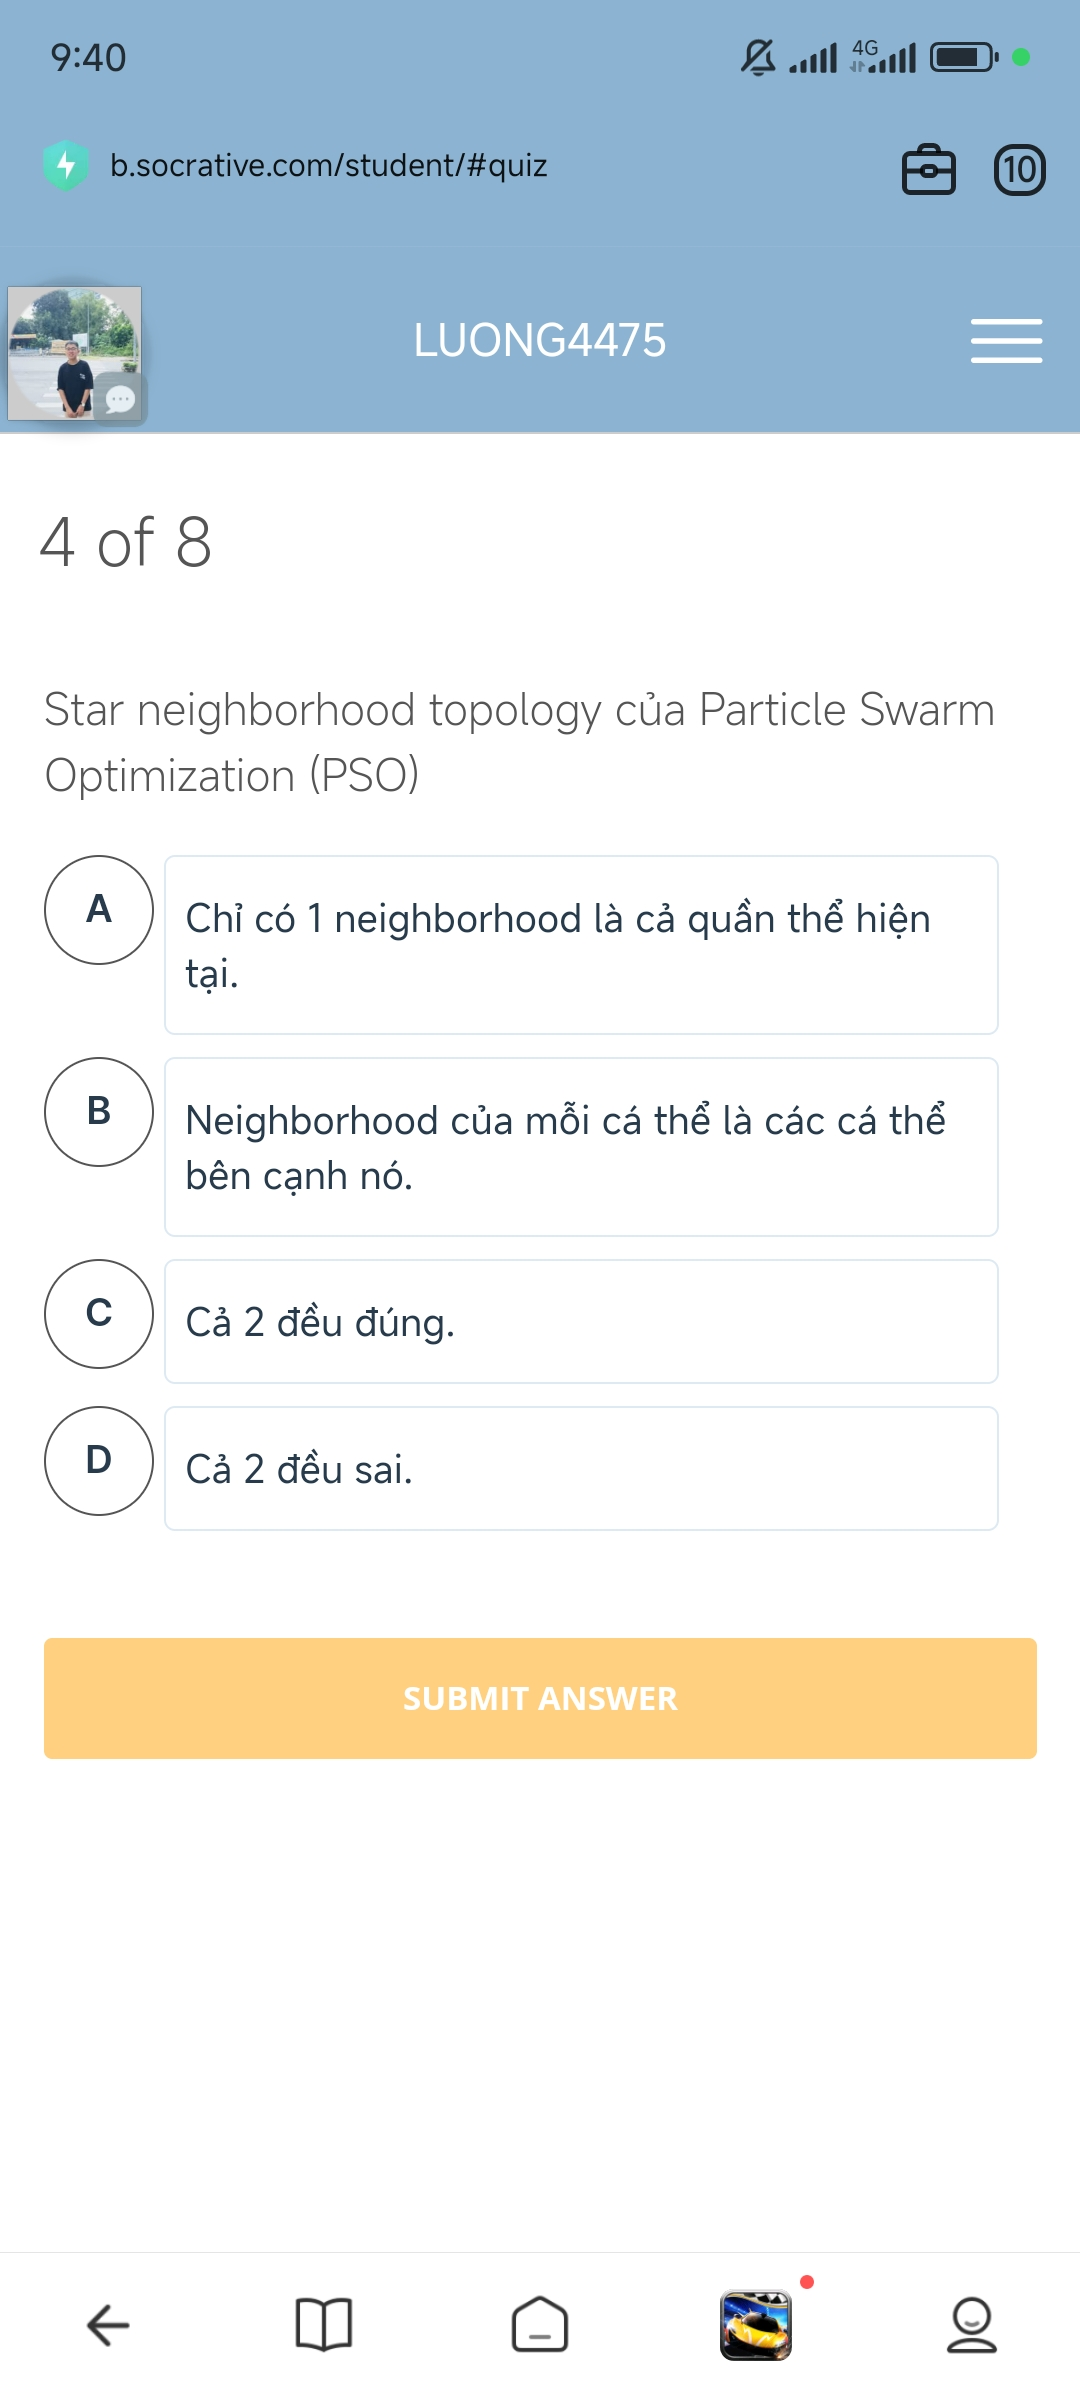 9:40
4G
b.socrative.com/student/#quiz
10
LUONG4475
4 of 8
Star neighborhood topology của Particle Swarm
Optimization (PSO)
A
Chỉ có 1 neighborhood là cả quần thể hiện
tại.
B
Neighborhood của mỗi cá thể là các cá thể
bên cạnh nó.
C
Cả 2 đều đúng.
D
Cả 2 đều sai.
SUBMIT ANSWER